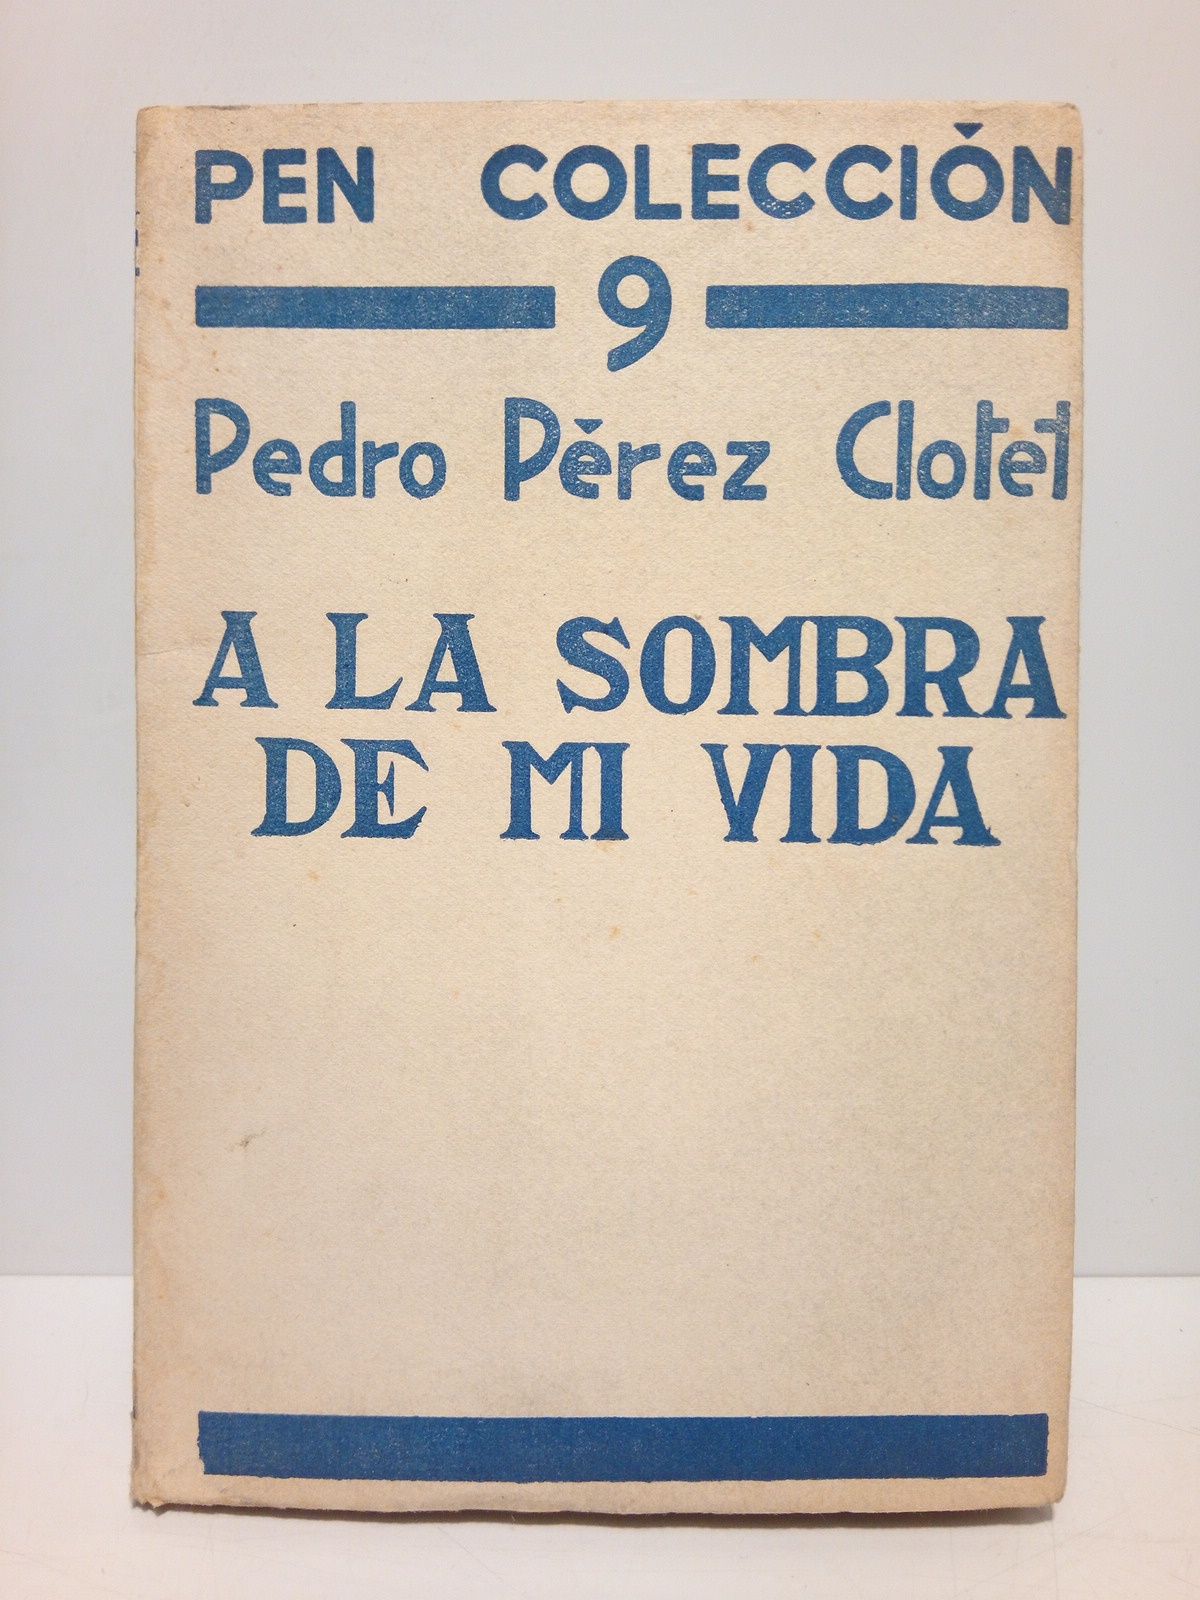 PEN COLECCIÓN
9
Pedro Pérez Clotet
A LA SOMBRA
DE MI VIDA